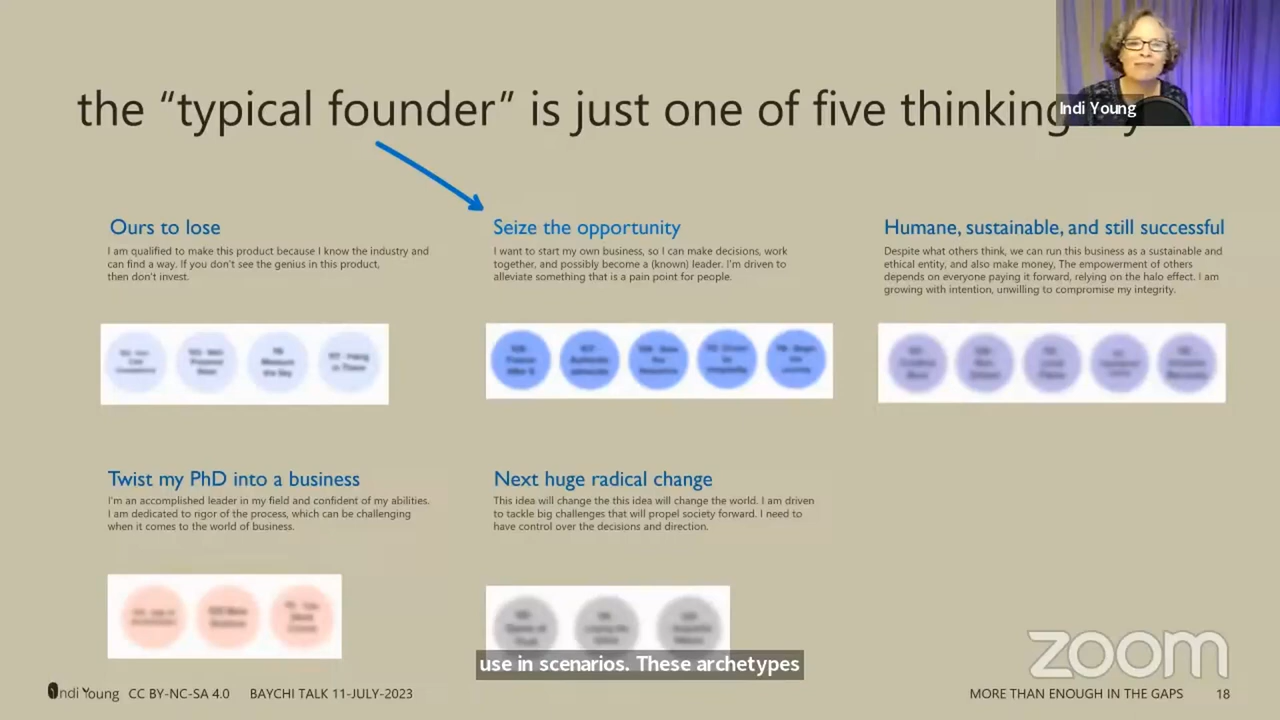 the “typical founder” is just one of five thinking
Indi Young
Ours to lose
I am qualified to make this product because I know the industry and
can find a way. If you don't see the genius in this product,
then don't invest.
Seize the opportunity
I want to start my own business, so I can make decisions, work
together, and possibly become a (known) leader. I'm driven to
alleviate something that is a pain point for people.
Humane, sustainable, and still successful
Despite what others think, we can run this business as a sustainable and
ethical entity, and also make money, The empowerment of others
depends on everyone paying it forward, relying on the halo effect. I am
growing with intention, unwilling to compromise my integrity.
Twist my PhD into a business
I'm an accomplished leader in my field and confident of my abilities.
I am dedicated to rigor of the process, which can be challenging
when it comes to the world of business.
Next huge radical change
This idea will change the this idea will change the world. I am driven
to tackle big challenges that will propel society forward. I need to
have control over the decisions and direction.
use in scenarios. These archetypes
zoom
Indi Young CC BY-NC-SA 4.0 BAYCHI TALK 11-JULY-2023
MORE THAN ENOUGH IN THE GAPS 18